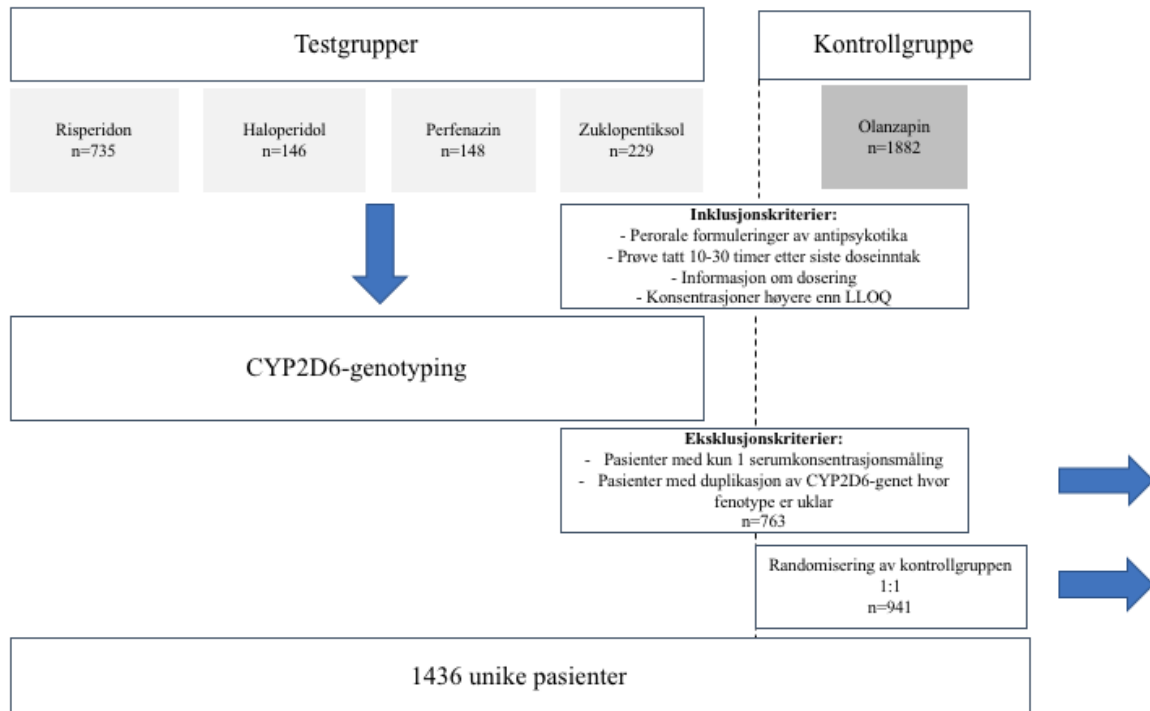 Testgrupper
Kontrollgruppe
Risperidon
n=735
Haloperidol
n=146
Perfenazin
n=148
Zuklopentiksol
n=229
Olanzapin
n=1882
Inklusjonskriterier:
- Perorale formuleringer av antipsykotika
- Prøve tatt 10-30 timer etter siste doseinntak
- Informasjon om dosering
- Konsentrasjoner høyere enn LLOQ
CYP2D6-genotyping
Eksklusjonskriterier:
- Pasienter med kun 1 serumkonsentrasjonsmåling
- Pasienter med duplikasjon av CYP2D6-genet hvor
fenotype er uklar
n=763
Randomisering av kontrollgruppen
1:1
n=941
1436 unike pasienter